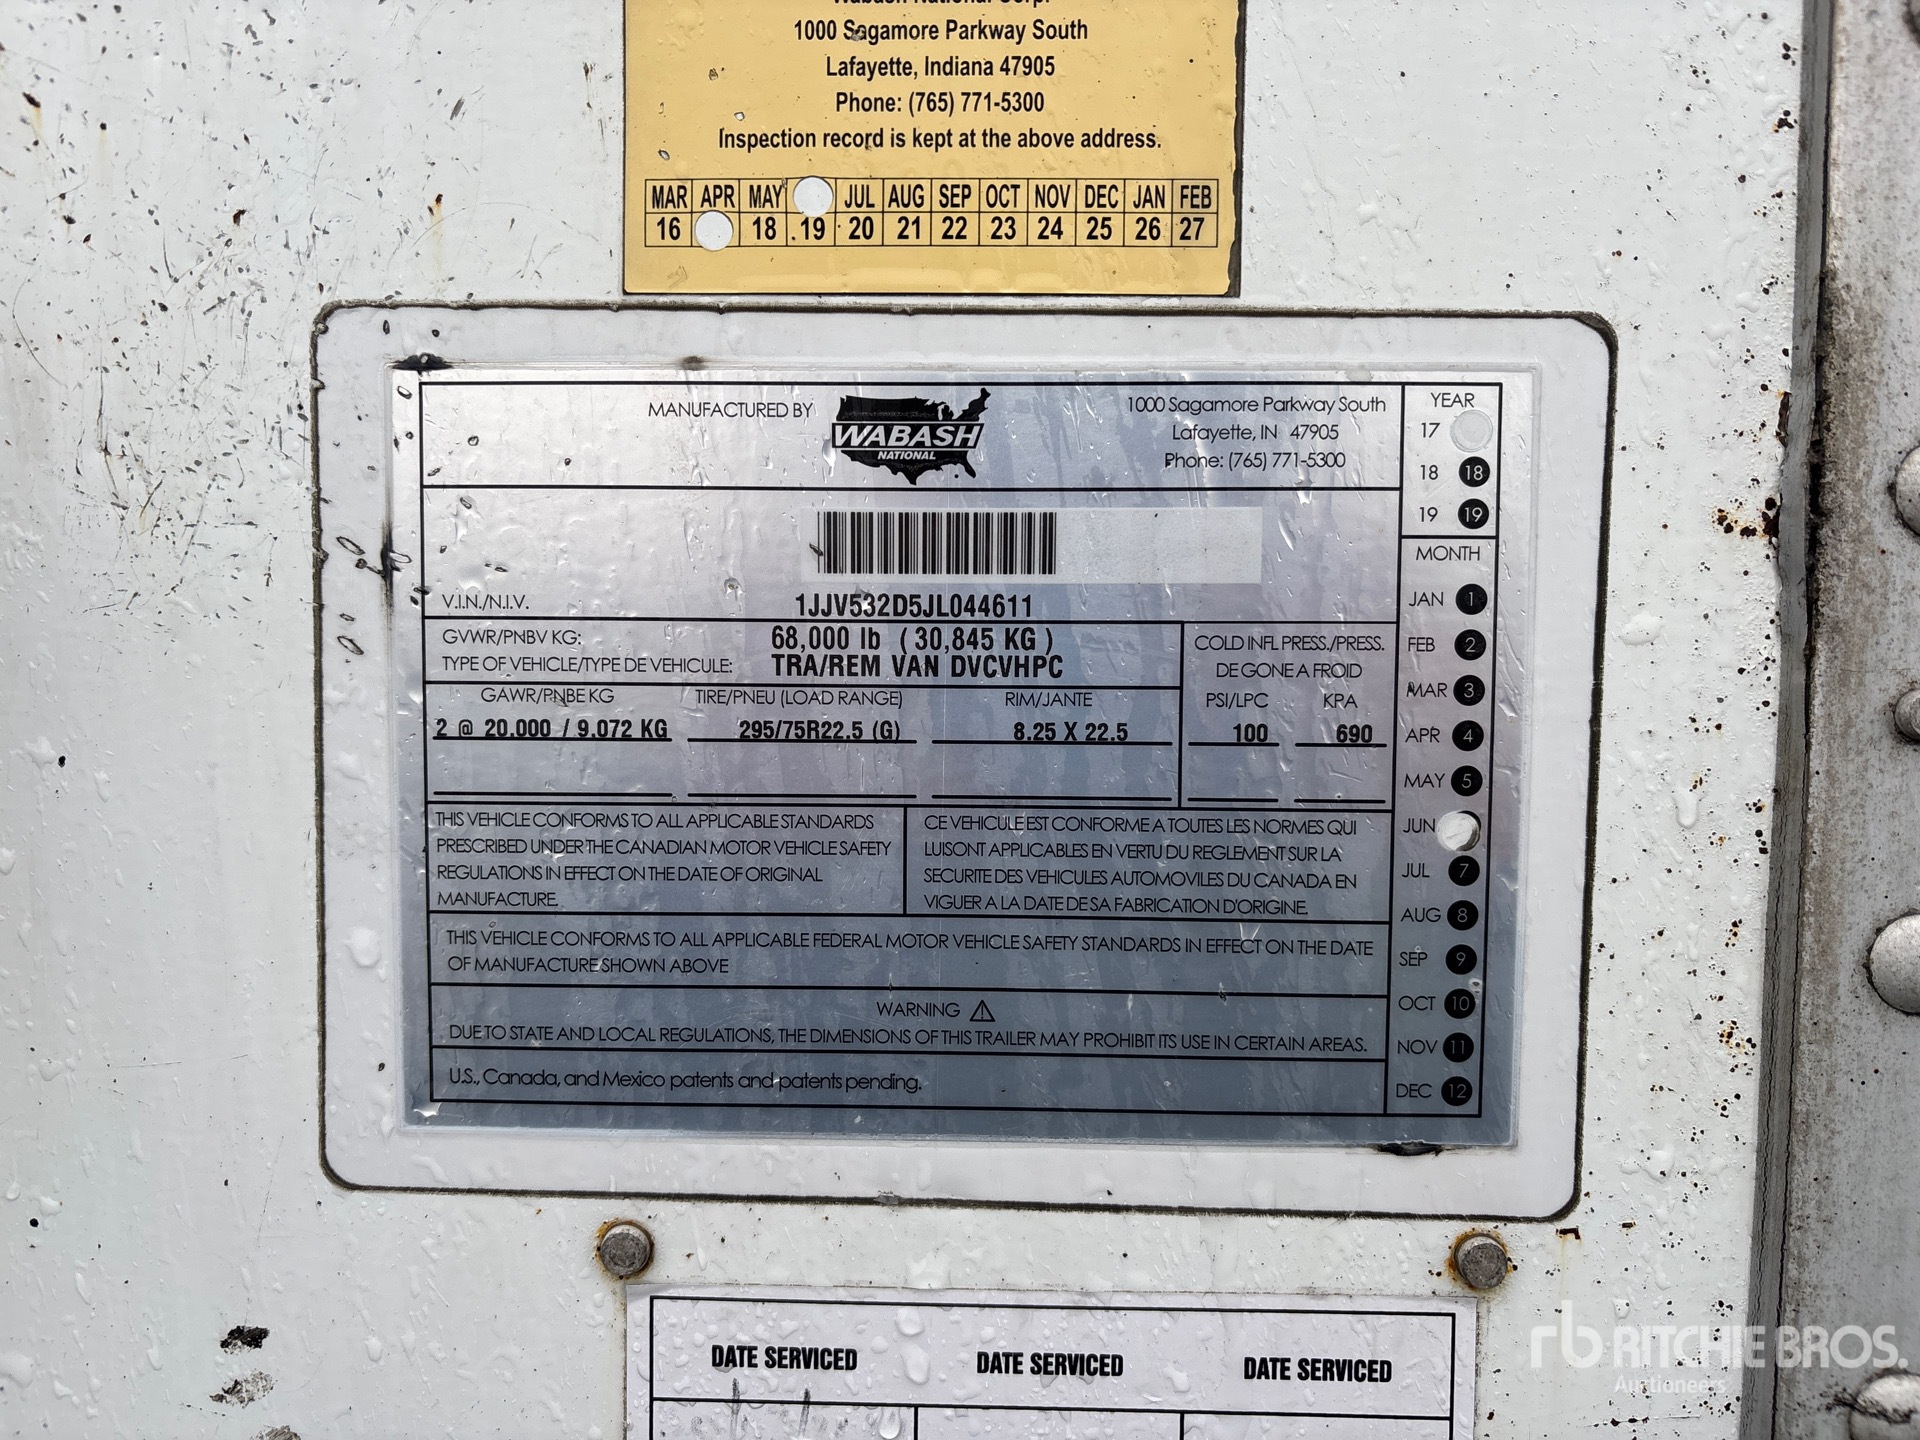 Wabash National Corp.
1000 Sagamore Parkway South
Lafayette, Indiana 47905
Phone: (765) 771-5300
Inspection record is kept at the above address.
MAR APR MAY JUL AUG SEP OCT NOV DEC JAN FEB
16 18 19 20 21 22 23 24 25 26 27
MANUFACTURED BY
WABASH
NATIONAL
1000 Sagamore Parkway South
Lafayette, IN 47905
Phone: (765) 771-5300
YEAR
17
18 18
19 19
V.I.N./N.I.V. 1JJV532D5JL044611
GVWR/PNBV KG: 68,000 lb ( 30,845 KG )
TYPE OF VEHICLE/TYPE DE VEHICULE: TRA/REM VAN DVCVHPC
COLD INFL PRESS./PRESS.
DE GONE A FROID
GAWR/PNBE KG TIRE/PNEU (LOAD RANGE) RIM/JANTE PSI/LPC KPA
2 @ 20,000 / 9,072 KG 295/75R22.5 (G) 8.25 X 22.5 100 690
THIS VEHICLE CONFORMS TO ALL APPLICABLE STANDARDS
PRESCRIBED UNDER THE CANADIAN MOTOR VEHICLE SAFETY
REGULATIONS IN EFFECT ON THE DATE OF ORIGINAL
MANUFACTURE.
CE VEHICULE EST CONFORME A TOUTES LES NORMES QUI
LUISONT APPLICABLES EN VERTU DU REGLEMENT SUR LA
SECURITE DES VEHICULES AUTOMOVILES DU CANADA EN
VIGUER A LA DATE DE SA FABRICATION D'ORIGINE.
THIS VEHICLE CONFORMS TO ALL APPLICABLE FEDERAL MOTOR VEHICLE SAFETY STANDARDS IN EFFECT ON THE DATE
OF MANUFACTURE SHOWN ABOVE
WARNING
DUE TO STATE AND LOCAL REGULATIONS, THE DIMENSIONS OF THIS TRAILER MAY PROHIBIT ITS USE IN CERTAIN AREAS.
U.S., Canada, and Mexico patents and patents pending.
MONTH
JAN 1
FEB 2
MAR 3
APR 4
MAY 5
JUN
JUL 7
AUG 8
SEP 9
OCT 10
NOV 11
DEC 12
DATE SERVICED DATE SERVICED DATE SERVICED
rb RITCHIE BROS.
Auctioneers